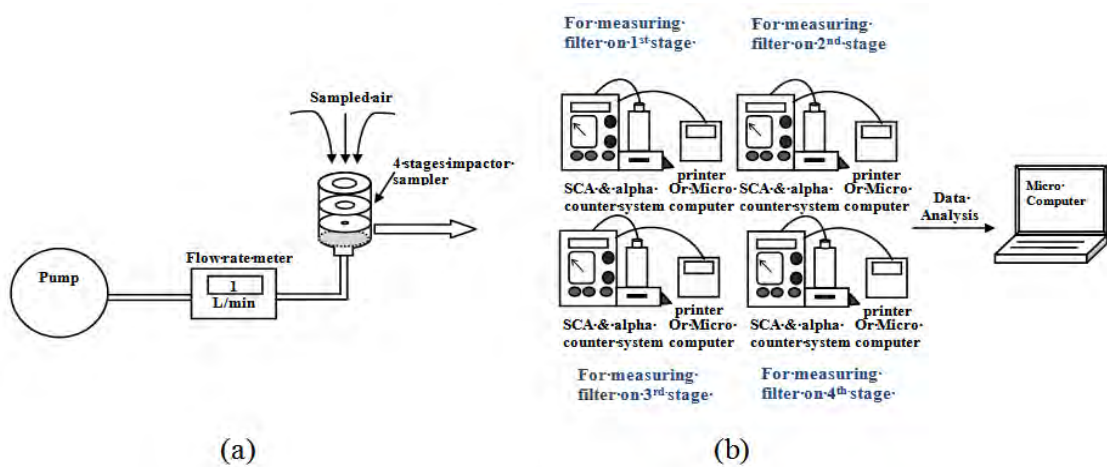 Sampled·air
4·stages·impactor·
sampler
Pump
Flow·rate·meter
1
L/min
(a)
For·measuring·
filter·on·1st·stage·
For·measuring·
filter·on·2nd·stage
SCA·&·alpha·
counter·system
printer
Or·Micro·
computer
SCA·&·alpha·
counter·system
printer
Or·Micro·
computer
SCA·&·alpha·
counter·system
printer
Or·Micro·
computer
SCA·&·alpha·
counter·system
printer
Or·Micro·
computer
For·measuring·
filter·on·3rd·stage·
For·measuring·
filter·on·4th·stage·
Data·
Analysis
Micro·
Computer
(b)